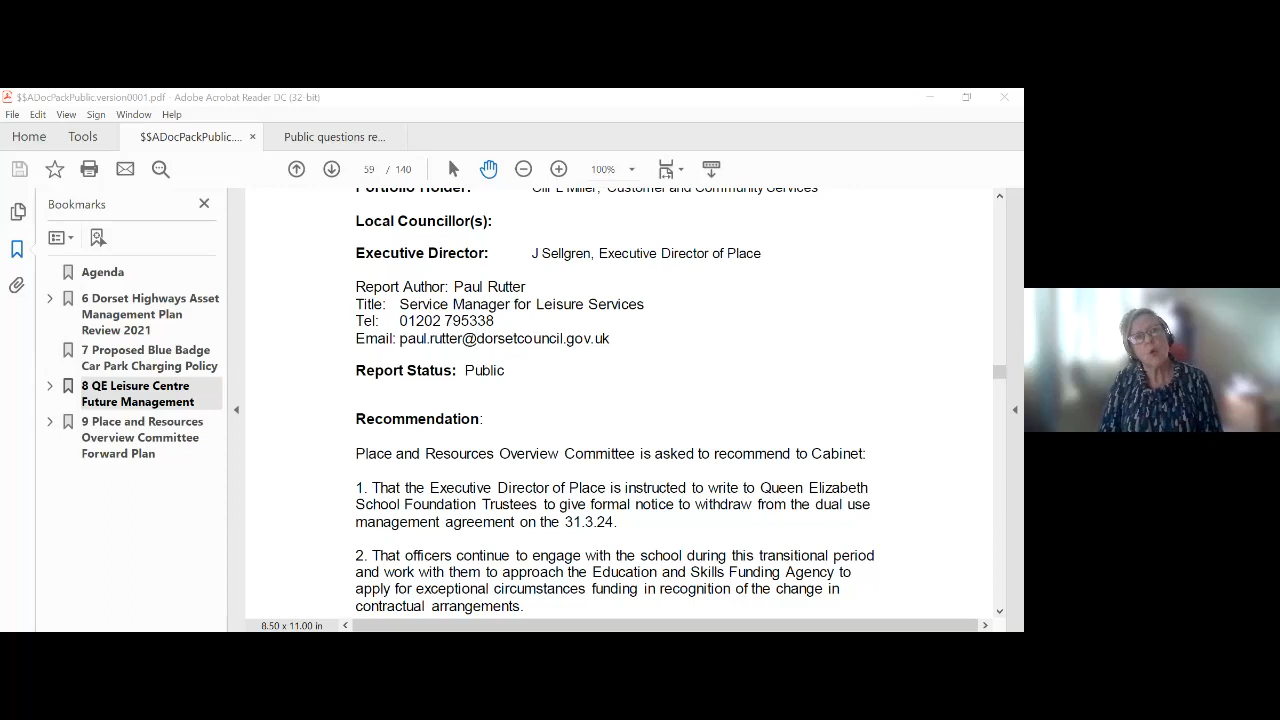 $$ADocPackPublic.version0001.pdf - Adobe Acrobat Reader DC (32-bit)
File Edit View Sign Window Help
Home Tools $$ADocPackPublic.... × Public questions re...
59 / 140 100%
Bookmarks
Agenda
6 Dorset Highways Asset
Management Plan
Review 2021
7 Proposed Blue Badge
Car Park Charging Policy
8 QE Leisure Centre
Future Management
9 Place and Resources
Overview Committee
Forward Plan
Portfolio Holder: Cllr L Miller, Customer and Community Services
Local Councillor(s):
Executive Director: J Sellgren, Executive Director of Place
Report Author: Paul Rutter
Title: Service Manager for Leisure Services
Tel: 01202 795338
Email: paul.rutter@dorsetcouncil.gov.uk
Report Status: Public
Recommendation:
Place and Resources Overview Committee is asked to recommend to Cabinet:
1. That the Executive Director of Place is instructed to write to Queen Elizabeth
School Foundation Trustees to give formal notice to withdraw from the dual use
management agreement on the 31.3.24.
2. That officers continue to engage with the school during this transitional period
and work with them to approach the Education and Skills Funding Agency to
apply for exceptional circumstances funding in recognition of the change in
contractual arrangements.
8.50 x 11.00 in